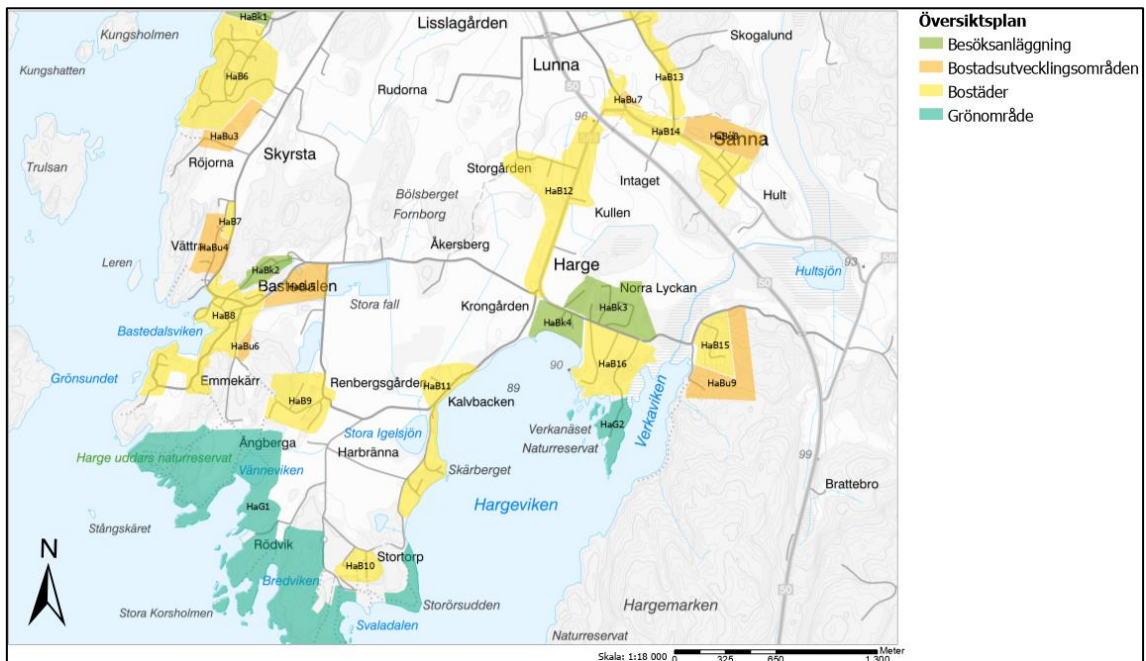 Översiktsplan
Besöksanläggning
Bostadsutvecklingsområden
Bostäder
Grönområde
HaBk1
Kungsholmen
Lisslagården
Skogalund
Kungshatten
HaB6
Lunna
50
HaB13
Rudorna
HaBu7
96
HaBu3
HaB14
Sänna
Röjorna
Skyrsta
Storgården
Trulsan
Intaget
HaB12
Hult
Bölsberget
Fornborg
Kullen
HaB7
Vättra
HaBu4
Åkersberg
Leren
HaBk2
Harge
Hultsjön
93
50
Bastedalen
Norra Lyckan
Stora fall
Krongården
HaBk3
HaB8
HaBk4
Bastedalsviken
HaBu6
HaB15
90
HaB16
Grönsundet
Emmekärr
Renbergsgården
HaB11
89
HaBu9
HaB9
Kalvbacken
Verkaviken
Stora Igelsjön
Verkanäset
Naturreservat
HaG2
Ångberga
Harbränna
Harge uddars naturreservat
Vänneviken
Skärberget
99
Brattebro
Hargeviken
HaG1
Stångskäret
Rödvik
N
Stortorp
HaB10
Bredviken
50
Stora Korsholmen
Storörsudden
Hargemarken
Svaladalen
Naturreservat
Skala: 1:18 000
0 325 650 1 300
Meter